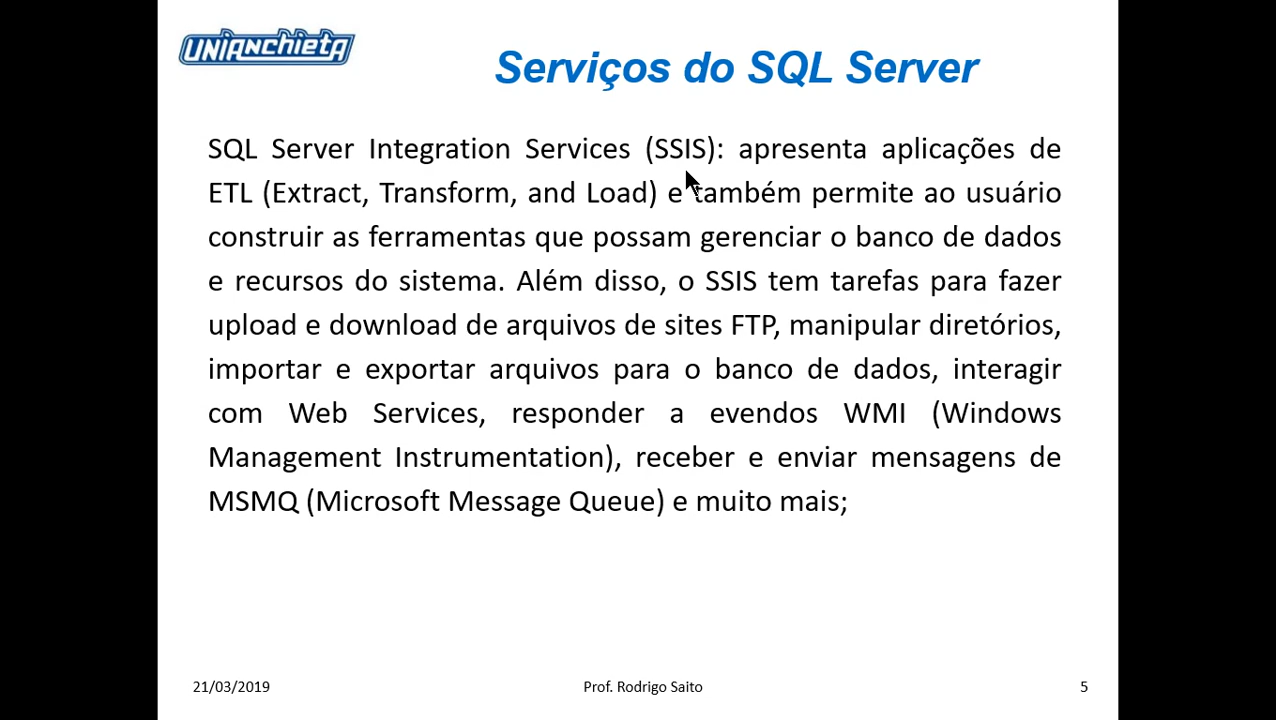 UNIANCHIETA
Serviços do SQL Server
SQL Server Integration Services (SSIS): apresenta aplicações de
ETL (Extract, Transform, and Load) e também permite ao usuário
construir as ferramentas que possam gerenciar o banco de dados
e recursos do sistema. Além disso, o SSIS tem tarefas para fazer
upload e download de arquivos de sites FTP, manipular diretórios,
importar e exportar arquivos para o banco de dados, interagir
com Web Services, responder a evendos WMI (Windows
Management Instrumentation), receber e enviar mensagens de
MSMQ (Microsoft Message Queue) e muito mais;
21/03/2019
Prof. Rodrigo Saito
5